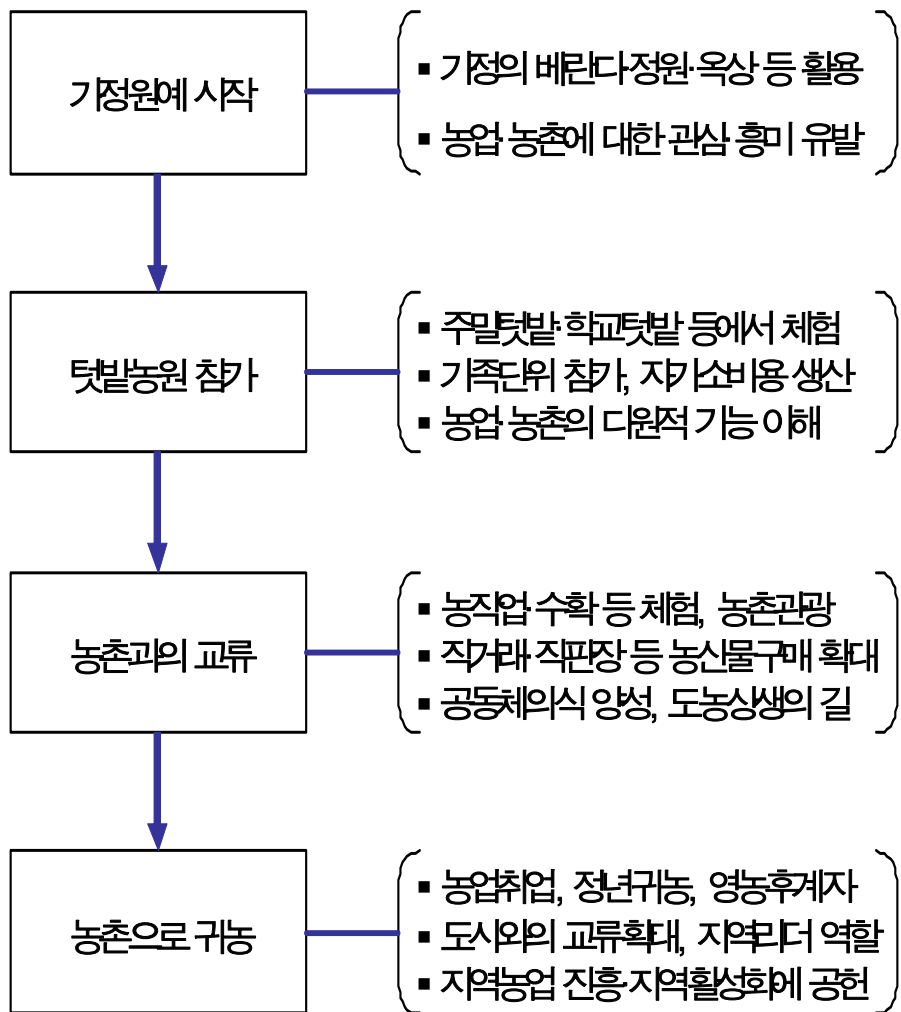 가정원예 시작
▪ 가정의 베란다·정원·옥상 등 활용
▪ 농업·농촌에 대한 관심·흥미 유발
텃밭농원 참가
▪ 주말텃밭·학교텃밭 등에서 체험
▪ 가족단위 참가, 자가소비용 생산
▪ 농업·농촌의 다원적 기능 이해
농촌과의 교류
▪ 농작업·수확 등 체험, 농촌관광
▪ 직거래·직판장 등 농산물구매 확대
▪ 공동체의식 양성, 도농상생의 길
농촌으로 귀농
▪ 농업취업, 정년귀농, 영농후계자
▪ 도시와의 교류확대, 지역리더 역할
▪ 지역농업 진흥·지역활성화에 공헌